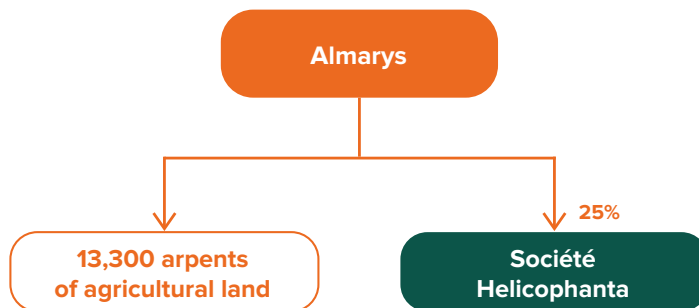 Almarys
25%
13,300 arpents
of agricultural land
Société
Helicophanta